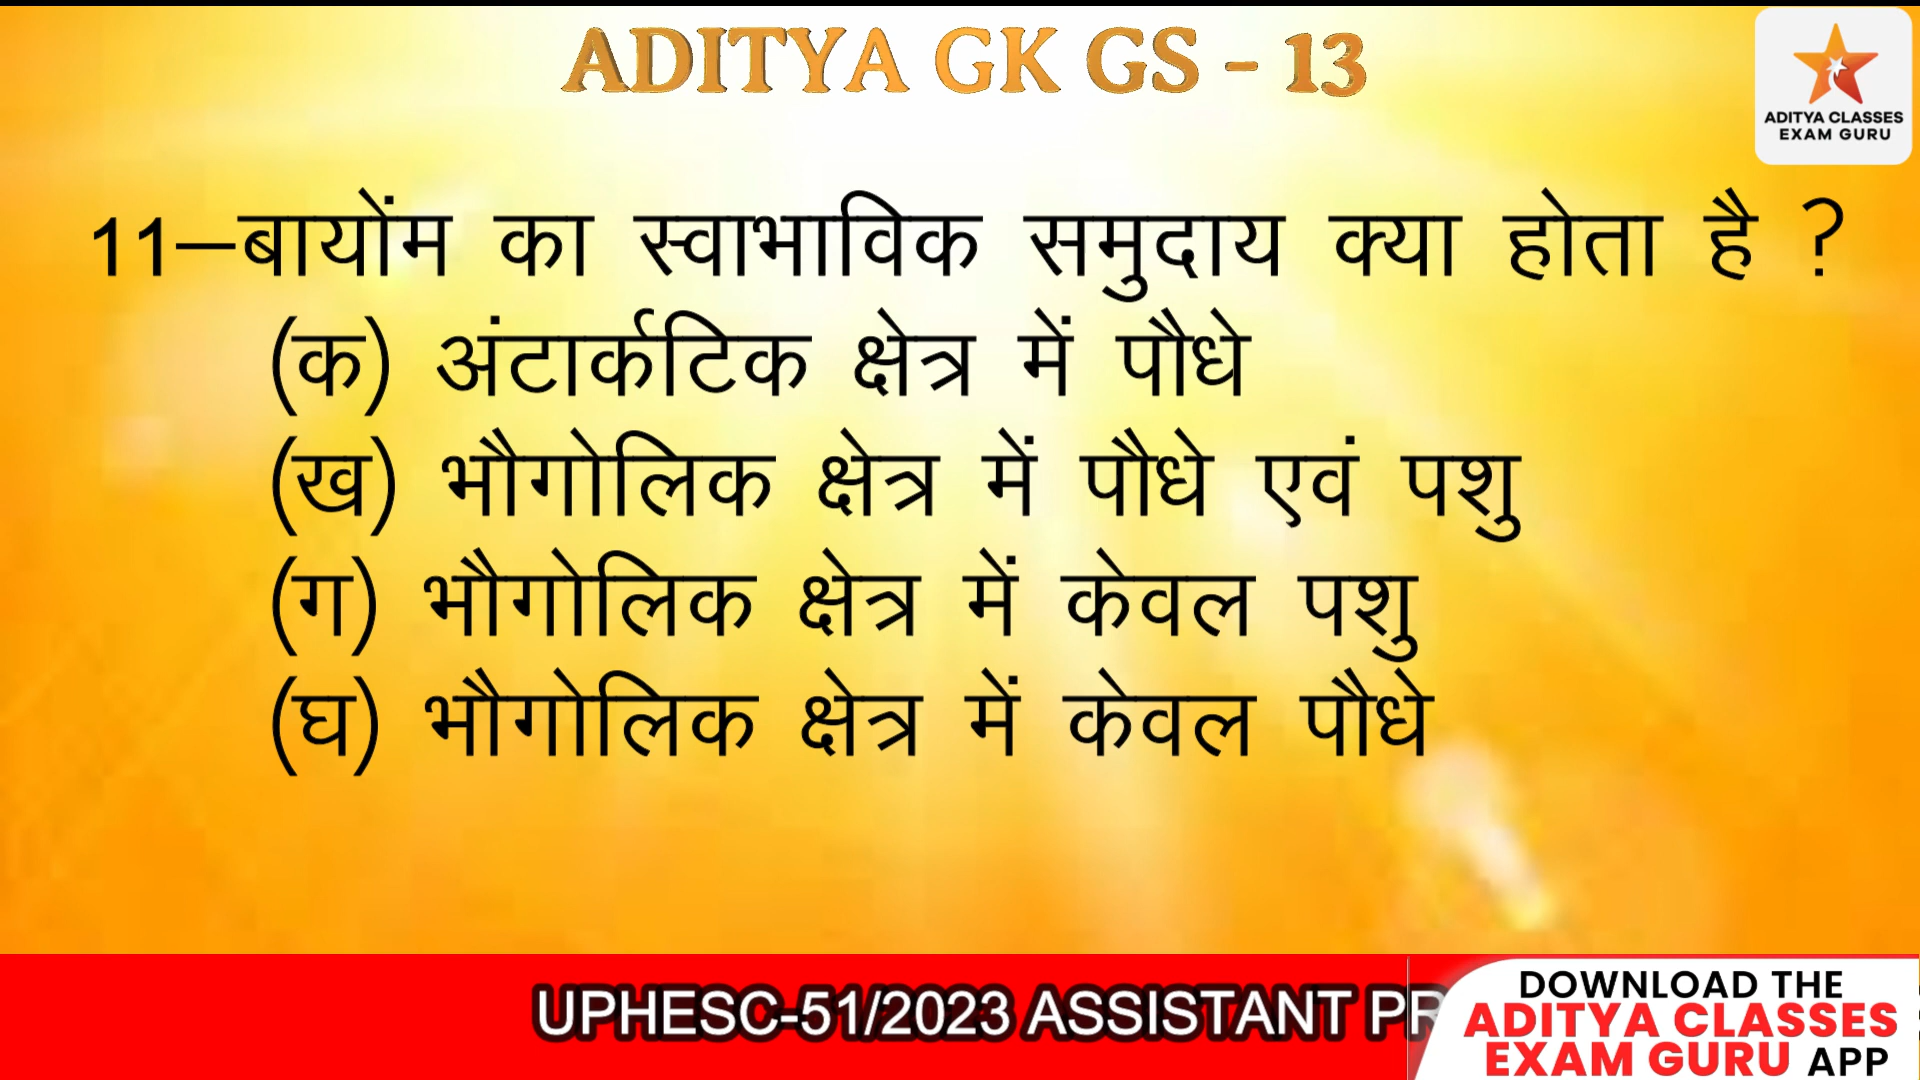 ADITYA GK GS - 13
ADITYA CLASSES
EXAM GURU
11–बायोंम का स्वाभाविक समुदाय क्या होता है ?
(क) अंटार्कटिक क्षेत्र में पौधे
(ख) भौगोलिक क्षेत्र में पौधे एवं पशु
(ग) भौगोलिक क्षेत्र में केवल पशु
(घ) भौगोलिक क्षेत्र में केवल पौधे
UPHESC-51/2023 ASSISTANT PR
DOWNLOAD THE
ADITYA CLASSES
EXAM GURU APP